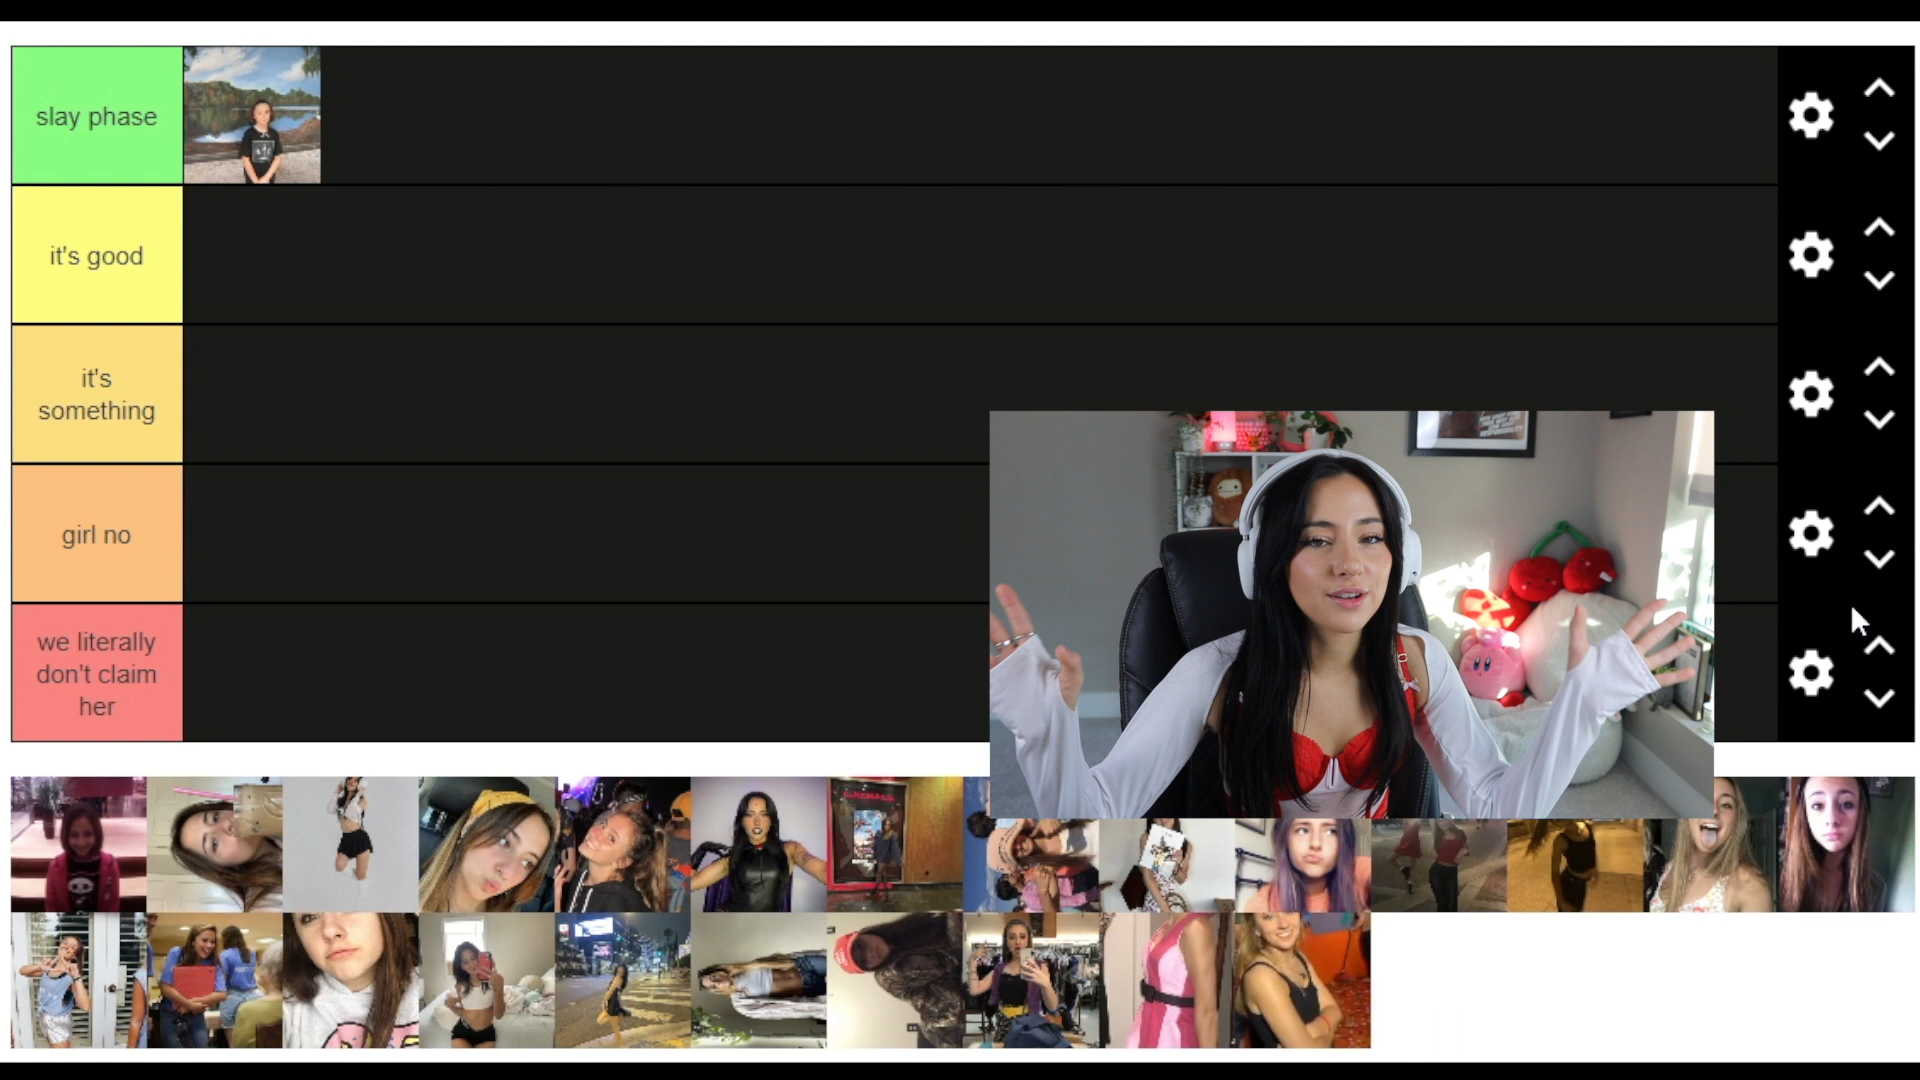 slay phase
it's good
it's
something
girl no
we literally
don't claim
her